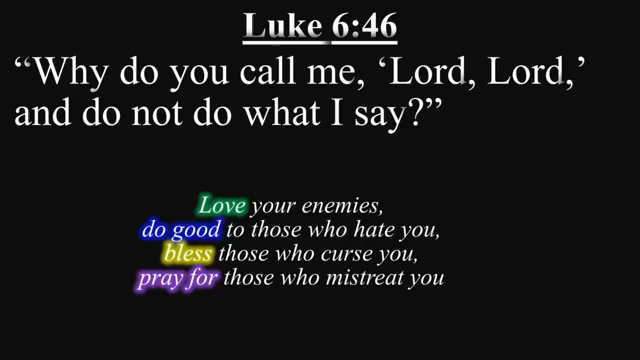 Luke 6:46
“Why do you call me, ‘Lord, Lord,’
and do not do what I say?”
Love your enemies,
do good to those who hate you,
bless those who curse you,
pray for those who mistreat you